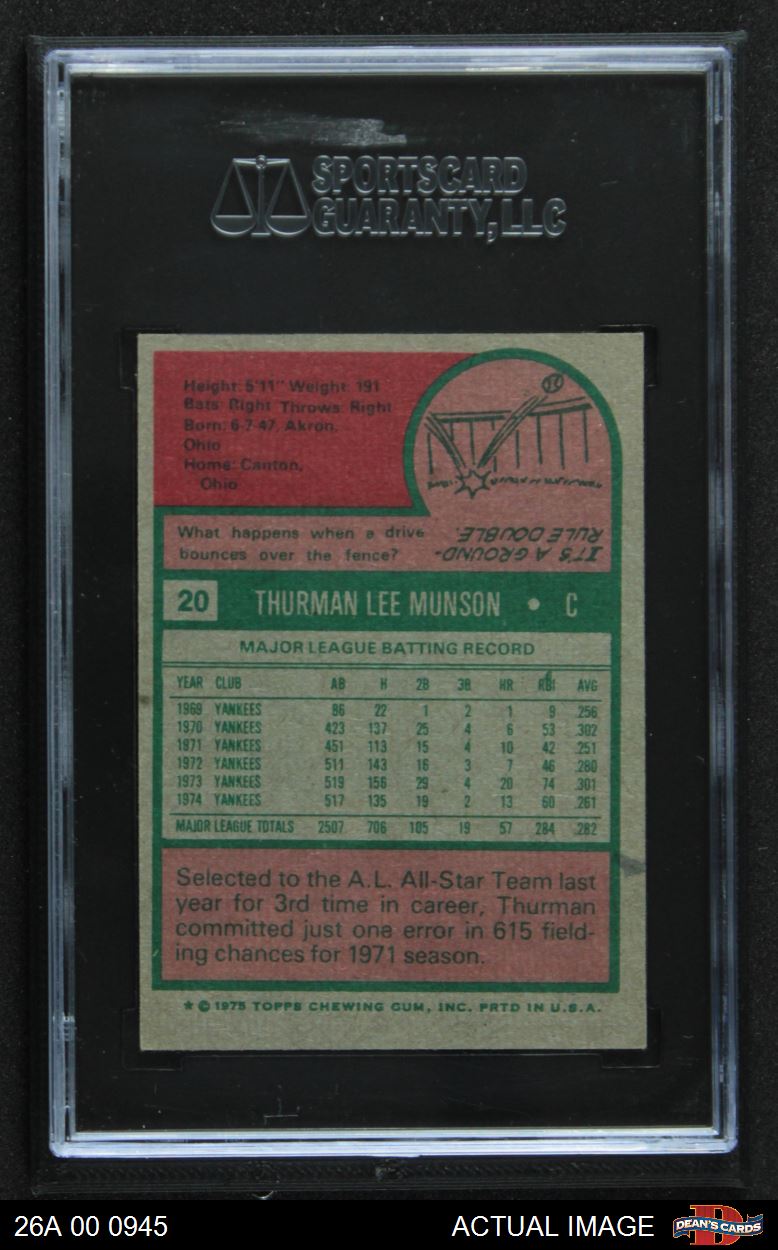 SPORTSCARD
GUARANTY, LLC
Height: 5'11" Weight: 191
Bats: Right Throws: Right
Born: 6-7-47, Akron,
Ohio
Home: Canton,
Ohio
What happens when a drive
bounces over the fence?
IT'S A GROUND-
RULE DOUBLE.
20 THURMAN LEE MUNSON • C
MAJOR LEAGUE BATTING RECORD
YEAR CLUB AB H 2B 3B HR RBI AVG
1969 YANKEES 86 22 1 2 1 9 .256
1970 YANKEES 423 137 25 4 6 53 .302
1971 YANKEES 451 113 15 4 10 42 .251
1972 YANKEES 511 143 16 3 7 46 .280
1973 YANKEES 519 156 29 4 20 74 .301
1974 YANKEES 517 135 19 2 13 60 .261
MAJOR LEAGUE TOTALS 2507 706 105 19 57 284 .282
Selected to the A.L. All-Star Team last
year for 3rd time in career, Thurman
committed just one error in 615 field-
ing chances for 1971 season.
★ © 1975 TOPPS CHEWING GUM, INC. PRTD IN U.S.A.
26A 00 0945
ACTUAL IMAGE
D
DEAN'S CARDS